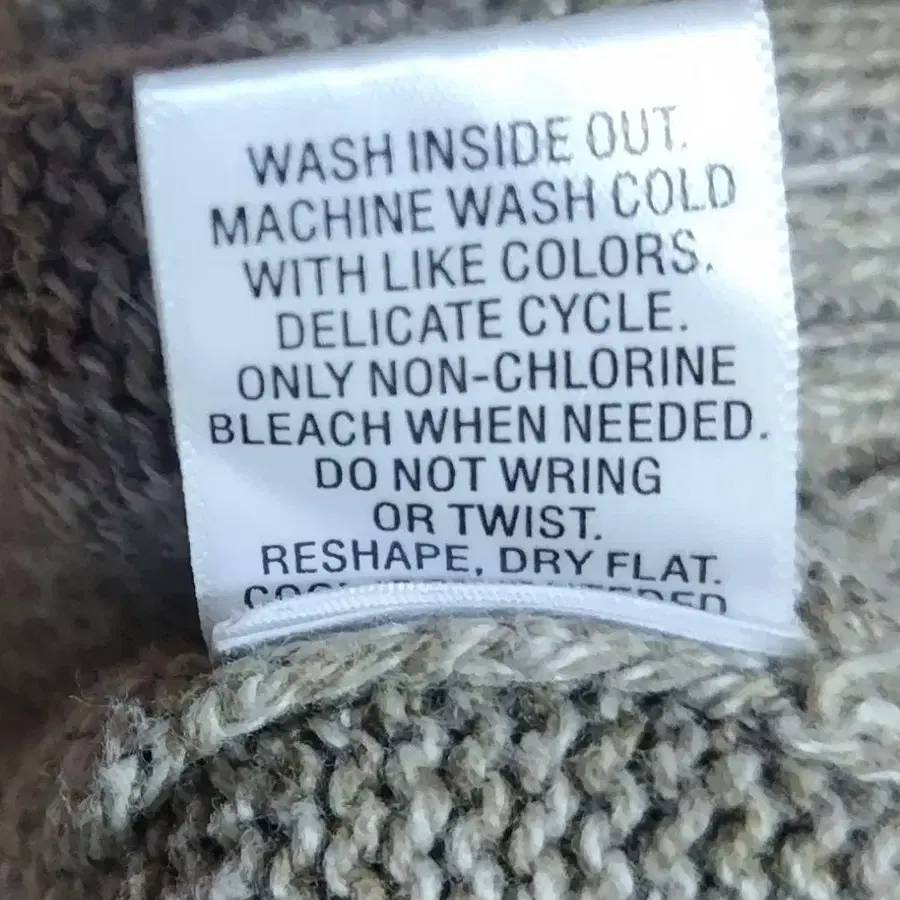 WASH INSIDE OUT.
MACHINE WASH COLD
WITH LIKE COLORS.
DELICATE CYCLE.
ONLY NON-CHLORINE
BLEACH WHEN NEEDED.
DO NOT WRING
OR TWIST.
RESHAPE, DRY FLAT.